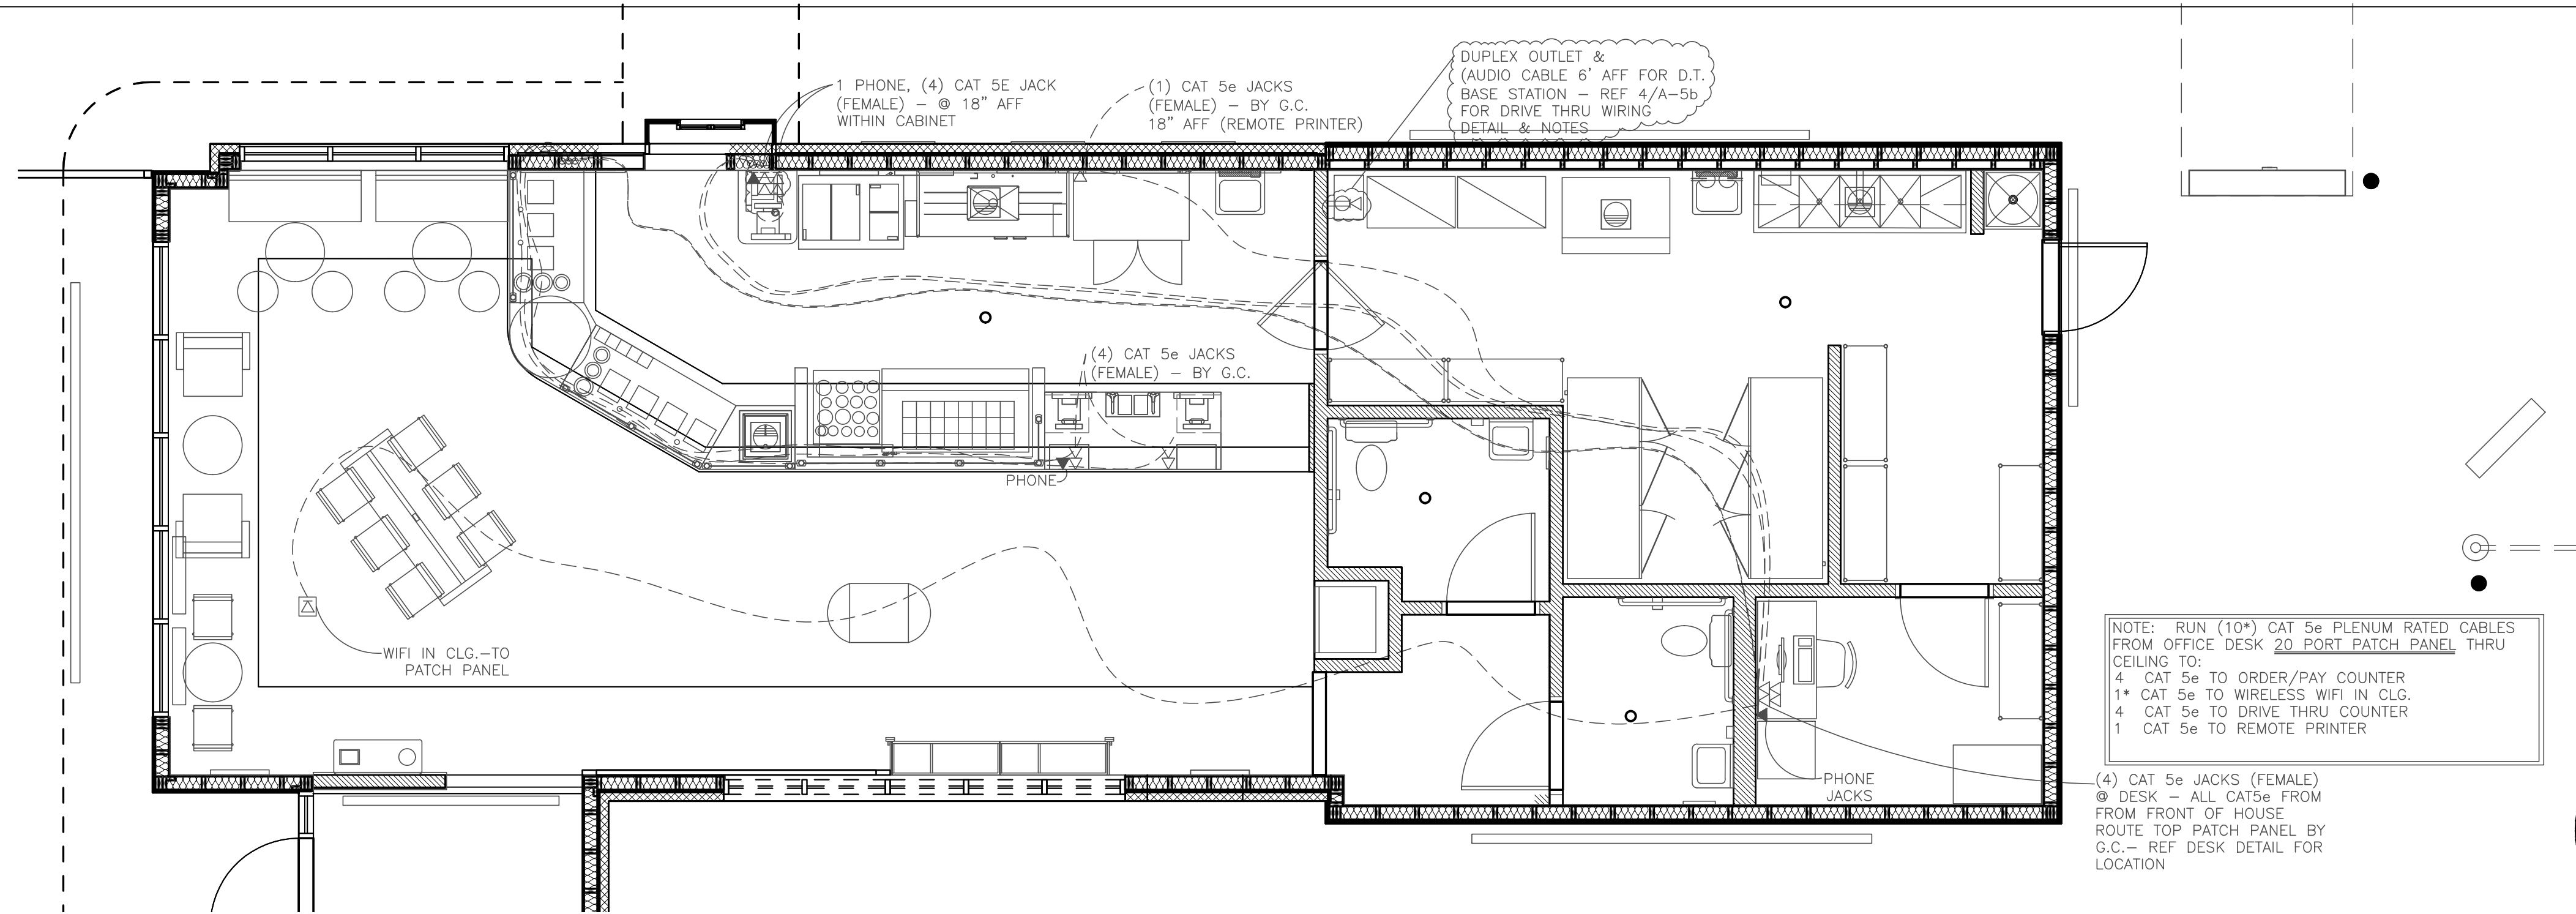 1 PHONE, (4) CAT 5E JACK
(FEMALE) – @ 18" AFF
WITHIN CABINET
(1) CAT 5e JACKS
(FEMALE) – BY G.C.
18" AFF (REMOTE PRINTER)
DUPLEX OUTLET &
(AUDIO CABLE 6' AFF FOR D.T.
BASE STATION – REF 4/A–5b
FOR DRIVE THRU WIRING
DETAIL & NOTES
(4) CAT 5e JACKS
(FEMALE) – BY G.C.
PHONE
WIFI IN CLG.–TO
PATCH PANEL
NOTE: RUN (10*) CAT 5e PLENUM RATED CABLES
FROM OFFICE DESK 20 PORT PATCH PANEL THRU
CEILING TO:
4 CAT 5e TO ORDER/PAY COUNTER
1* CAT 5e TO WIRELESS WIFI IN CLG.
4 CAT 5e TO DRIVE THRU COUNTER
1 CAT 5e TO REMOTE PRINTER
PHONE
JACKS
(4) CAT 5e JACKS (FEMALE)
@ DESK – ALL CAT5e FROM
FROM FRONT OF HOUSE
ROUTE TOP PATCH PANEL BY
G.C.– REF DESK DETAIL FOR
LOCATION